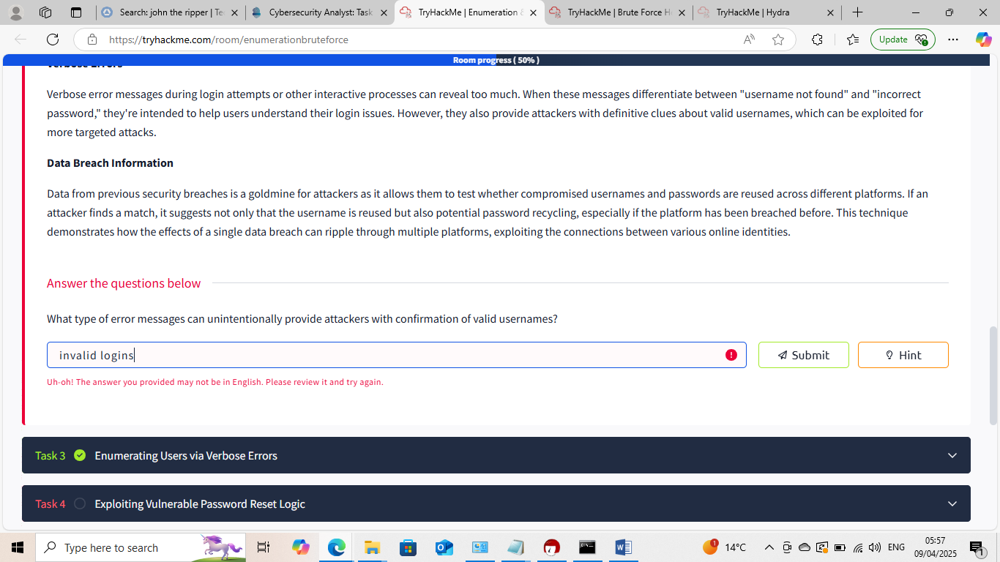 Search: john the ripper | Te
Cybersecurity Analyst: Task
TryHackMe | Enumeration &
TryHackMe | Brute Force H
TryHackMe | Hydra
https://tryhackme.com/room/enumerationbruteforce
Update
Room progress ( 50% )
Verbose Errors
Verbose error messages during login attempts or other interactive processes can reveal too much. When these messages differentiate between "username not found" and "incorrect
password," they're intended to help users understand their login issues. However, they also provide attackers with definitive clues about valid usernames, which can be exploited for
more targeted attacks.
Data Breach Information
Data from previous security breaches is a goldmine for attackers as it allows them to test whether compromised usernames and passwords are reused across different platforms. If an
attacker finds a match, it suggests not only that the username is reused but also potential password recycling, especially if the platform has been breached before. This technique
demonstrates how the effects of a single data breach can ripple through multiple platforms, exploiting the connections between various online identities.
Answer the questions below
What type of error messages can unintentionally provide attackers with confirmation of valid usernames?
invalid logins
Submit
Hint
Uh-oh! The answer you provided may not be in English. Please review it and try again.
Task 3 Enumerating Users via Verbose Errors
Task 4 Exploiting Vulnerable Password Reset Logic
Type here to search
1
14°C
ENG
05:57
09/04/2025
1